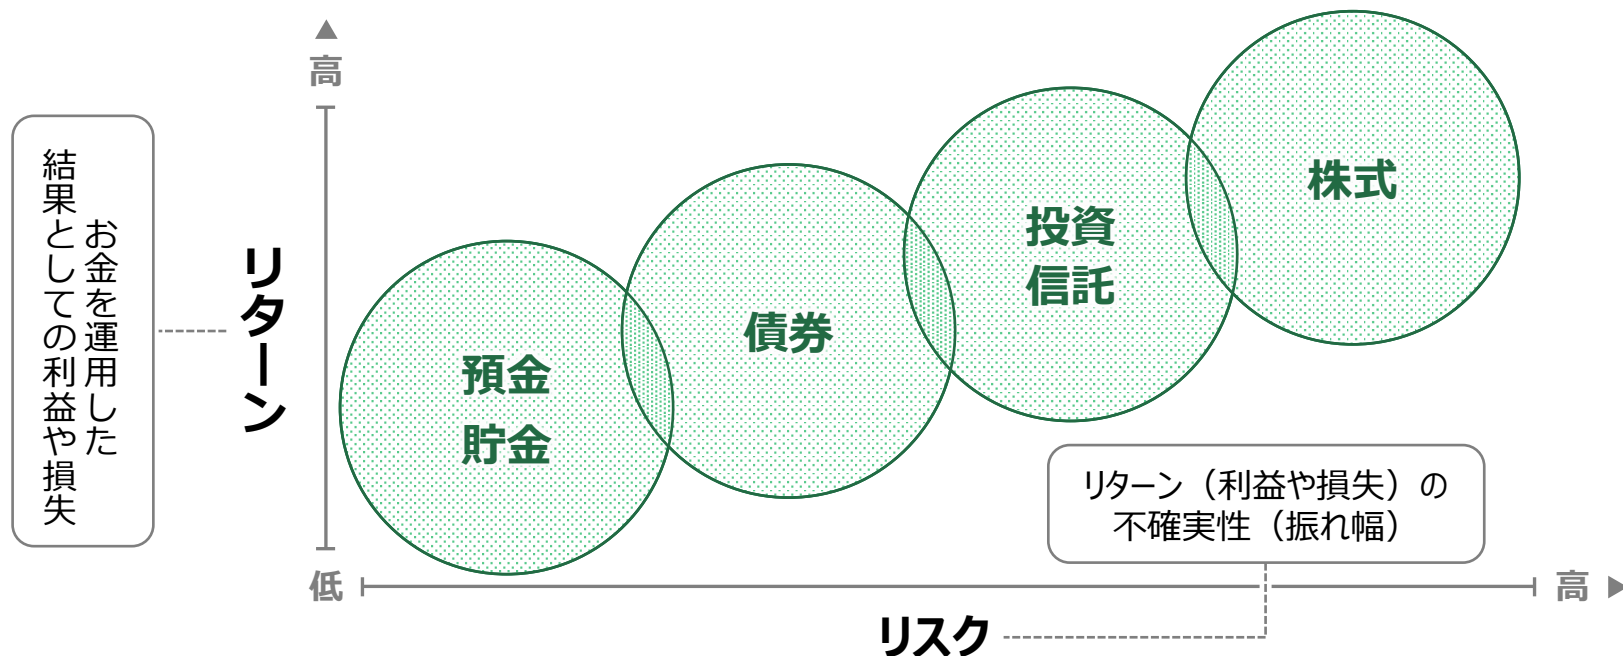 ▲
高
お金を運用した
結果としての利益や損失
リターン
預金
貯金
債券
投資
信託
株式
リターン（利益や損失）の
不確実性（振れ幅）
低
高 ▶
リスク